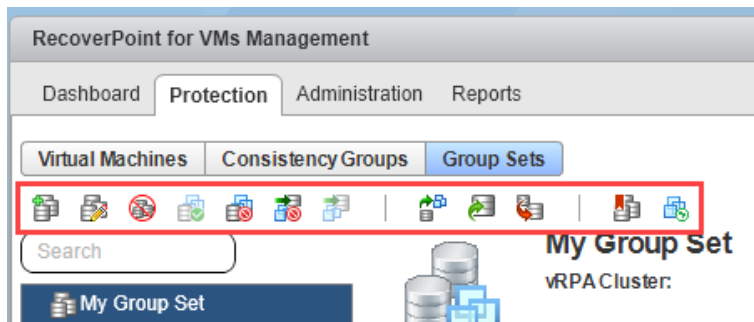 RecoverPoint for VMs Management
Dashboard Protection Administration Reports
Virtual Machines Consistency Groups Group Sets
Search
My Group Set
vRPA Cluster:
My Group Set